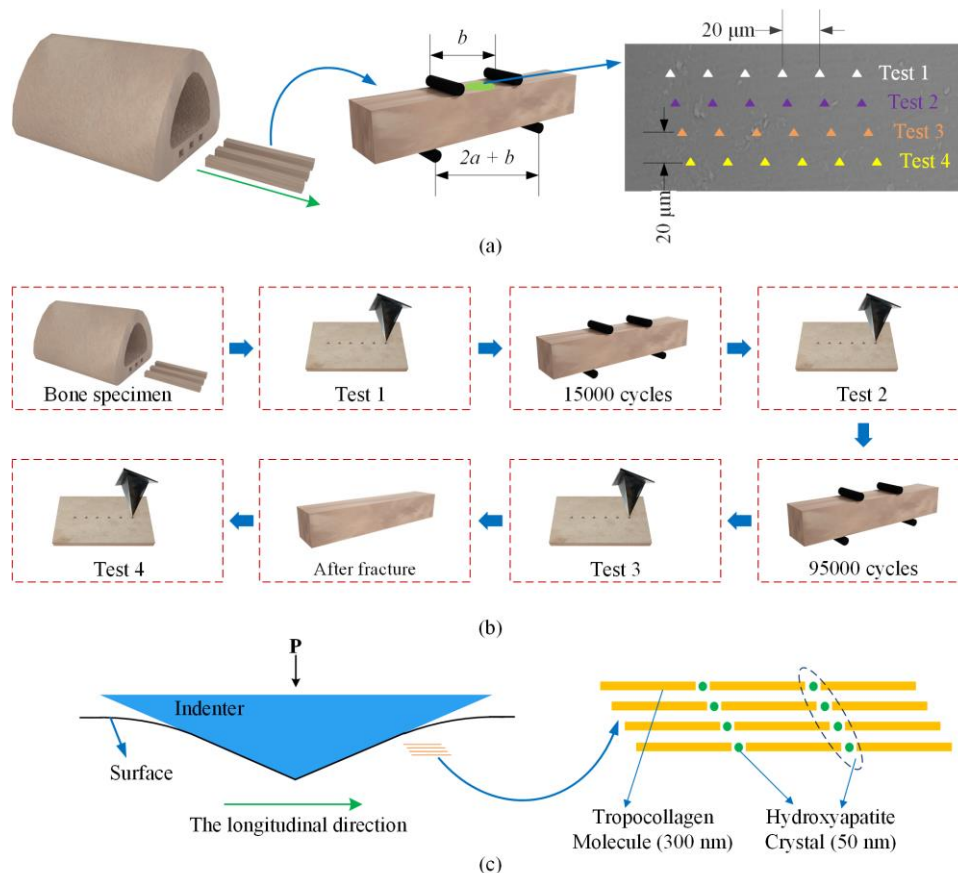 20 μm
b
Test 1
Test 2
Test 3
Test 4
2a + b
20 μm
(a)
Bone specimen
Test 1
15000 cycles
Test 2
Test 4
After fracture
Test 3
95000 cycles
(b)
P
Indenter
Surface
The longitudinal direction
Tropocollagen
Molecule (300 nm)
Hydroxyapatite
Crystal (50 nm)
(c)